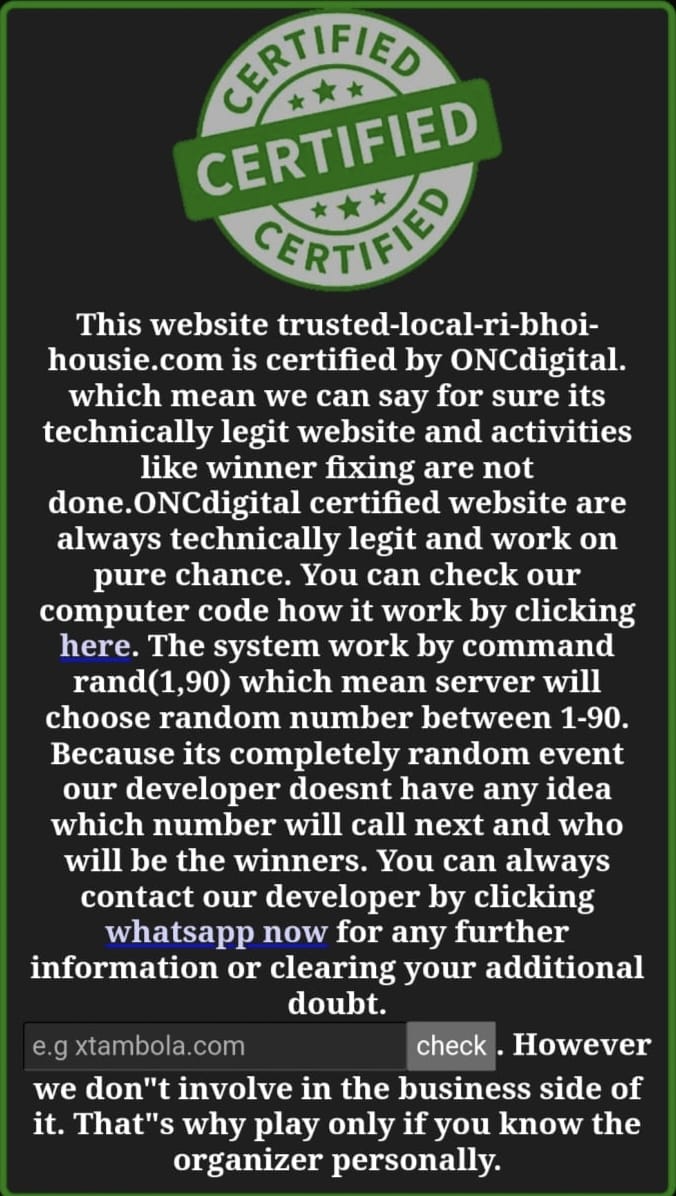 CERTIFIED
CERTIFIED
CERTIFIED
This website trusted-local-ri-bhoi-
housie.com is certified by ONCdigital.
which mean we can say for sure its
technically legit website and activities
like winner fixing are not
done.ONCdigital certified website are
always technically legit and work on
pure chance. You can check our
computer code how it work by clicking
here. The system work by command
rand(1,90) which mean server will
choose random number between 1-90.
Because its completely random event
our developer doesnt have any idea
which number will call next and who
will be the winners. You can always
contact our developer by clicking
whatsapp now for any further
information or clearing your additional
doubt.
e.g xtambola.com check . However
we don"t involve in the business side of
it. That"s why play only if you know the
organizer personally.